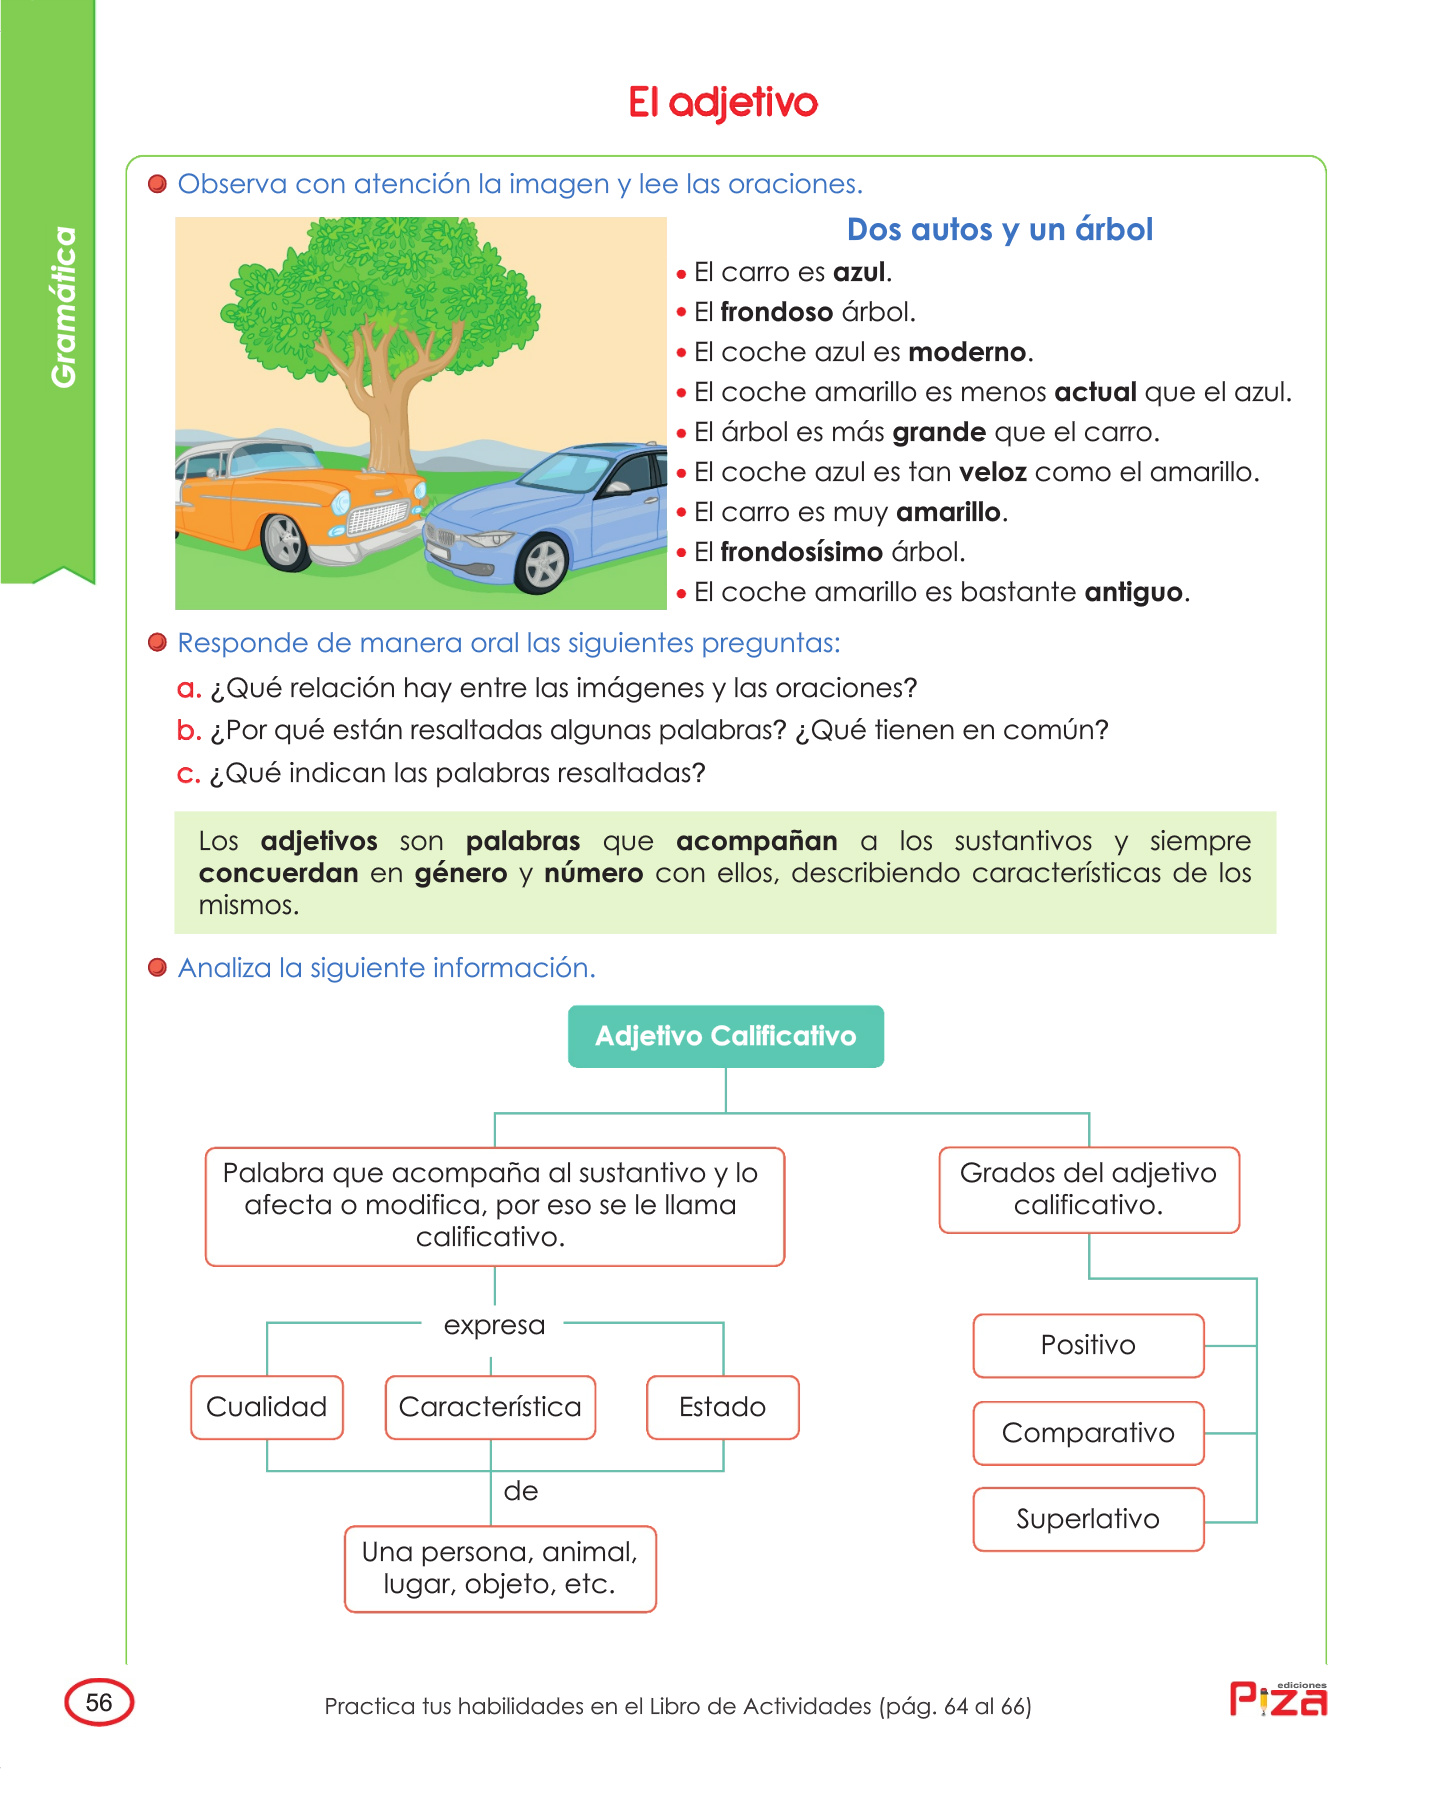 El adjetivo
Gramática
Observa con atención la imagen y lee las oraciones.
Dos autos y un árbol
• El carro es azul.
• El frondoso árbol.
• El coche azul es moderno.
• El coche amarillo es menos actual que el azul.
• El árbol es más grande que el carro.
• El coche azul es tan veloz como el amarillo.
• El carro es muy amarillo.
• El frondosísimo árbol.
• El coche amarillo es bastante antiguo.
Responde de manera oral las siguientes preguntas:
a. ¿Qué relación hay entre las imágenes y las oraciones?
b. ¿Por qué están resaltadas algunas palabras? ¿Qué tienen en común?
c. ¿Qué indican las palabras resaltadas?
Los adjetivos son palabras que acompañan a los sustantivos y siempre
concuerdan en género y número con ellos, describiendo características de los
mismos.
Analiza la siguiente información.
Adjetivo Calificativo
Palabra que acompaña al sustantivo y lo
afecta o modifica, por eso se le llama
calificativo.
expresa
Cualidad
Característica
Estado
de
Una persona, animal,
lugar, objeto, etc.
Grados del adjetivo
calificativo.
Positivo
Comparativo
Superlativo
56
Practica tus habilidades en el Libro de Actividades (pág. 64 al 66)
ediciones
Piza